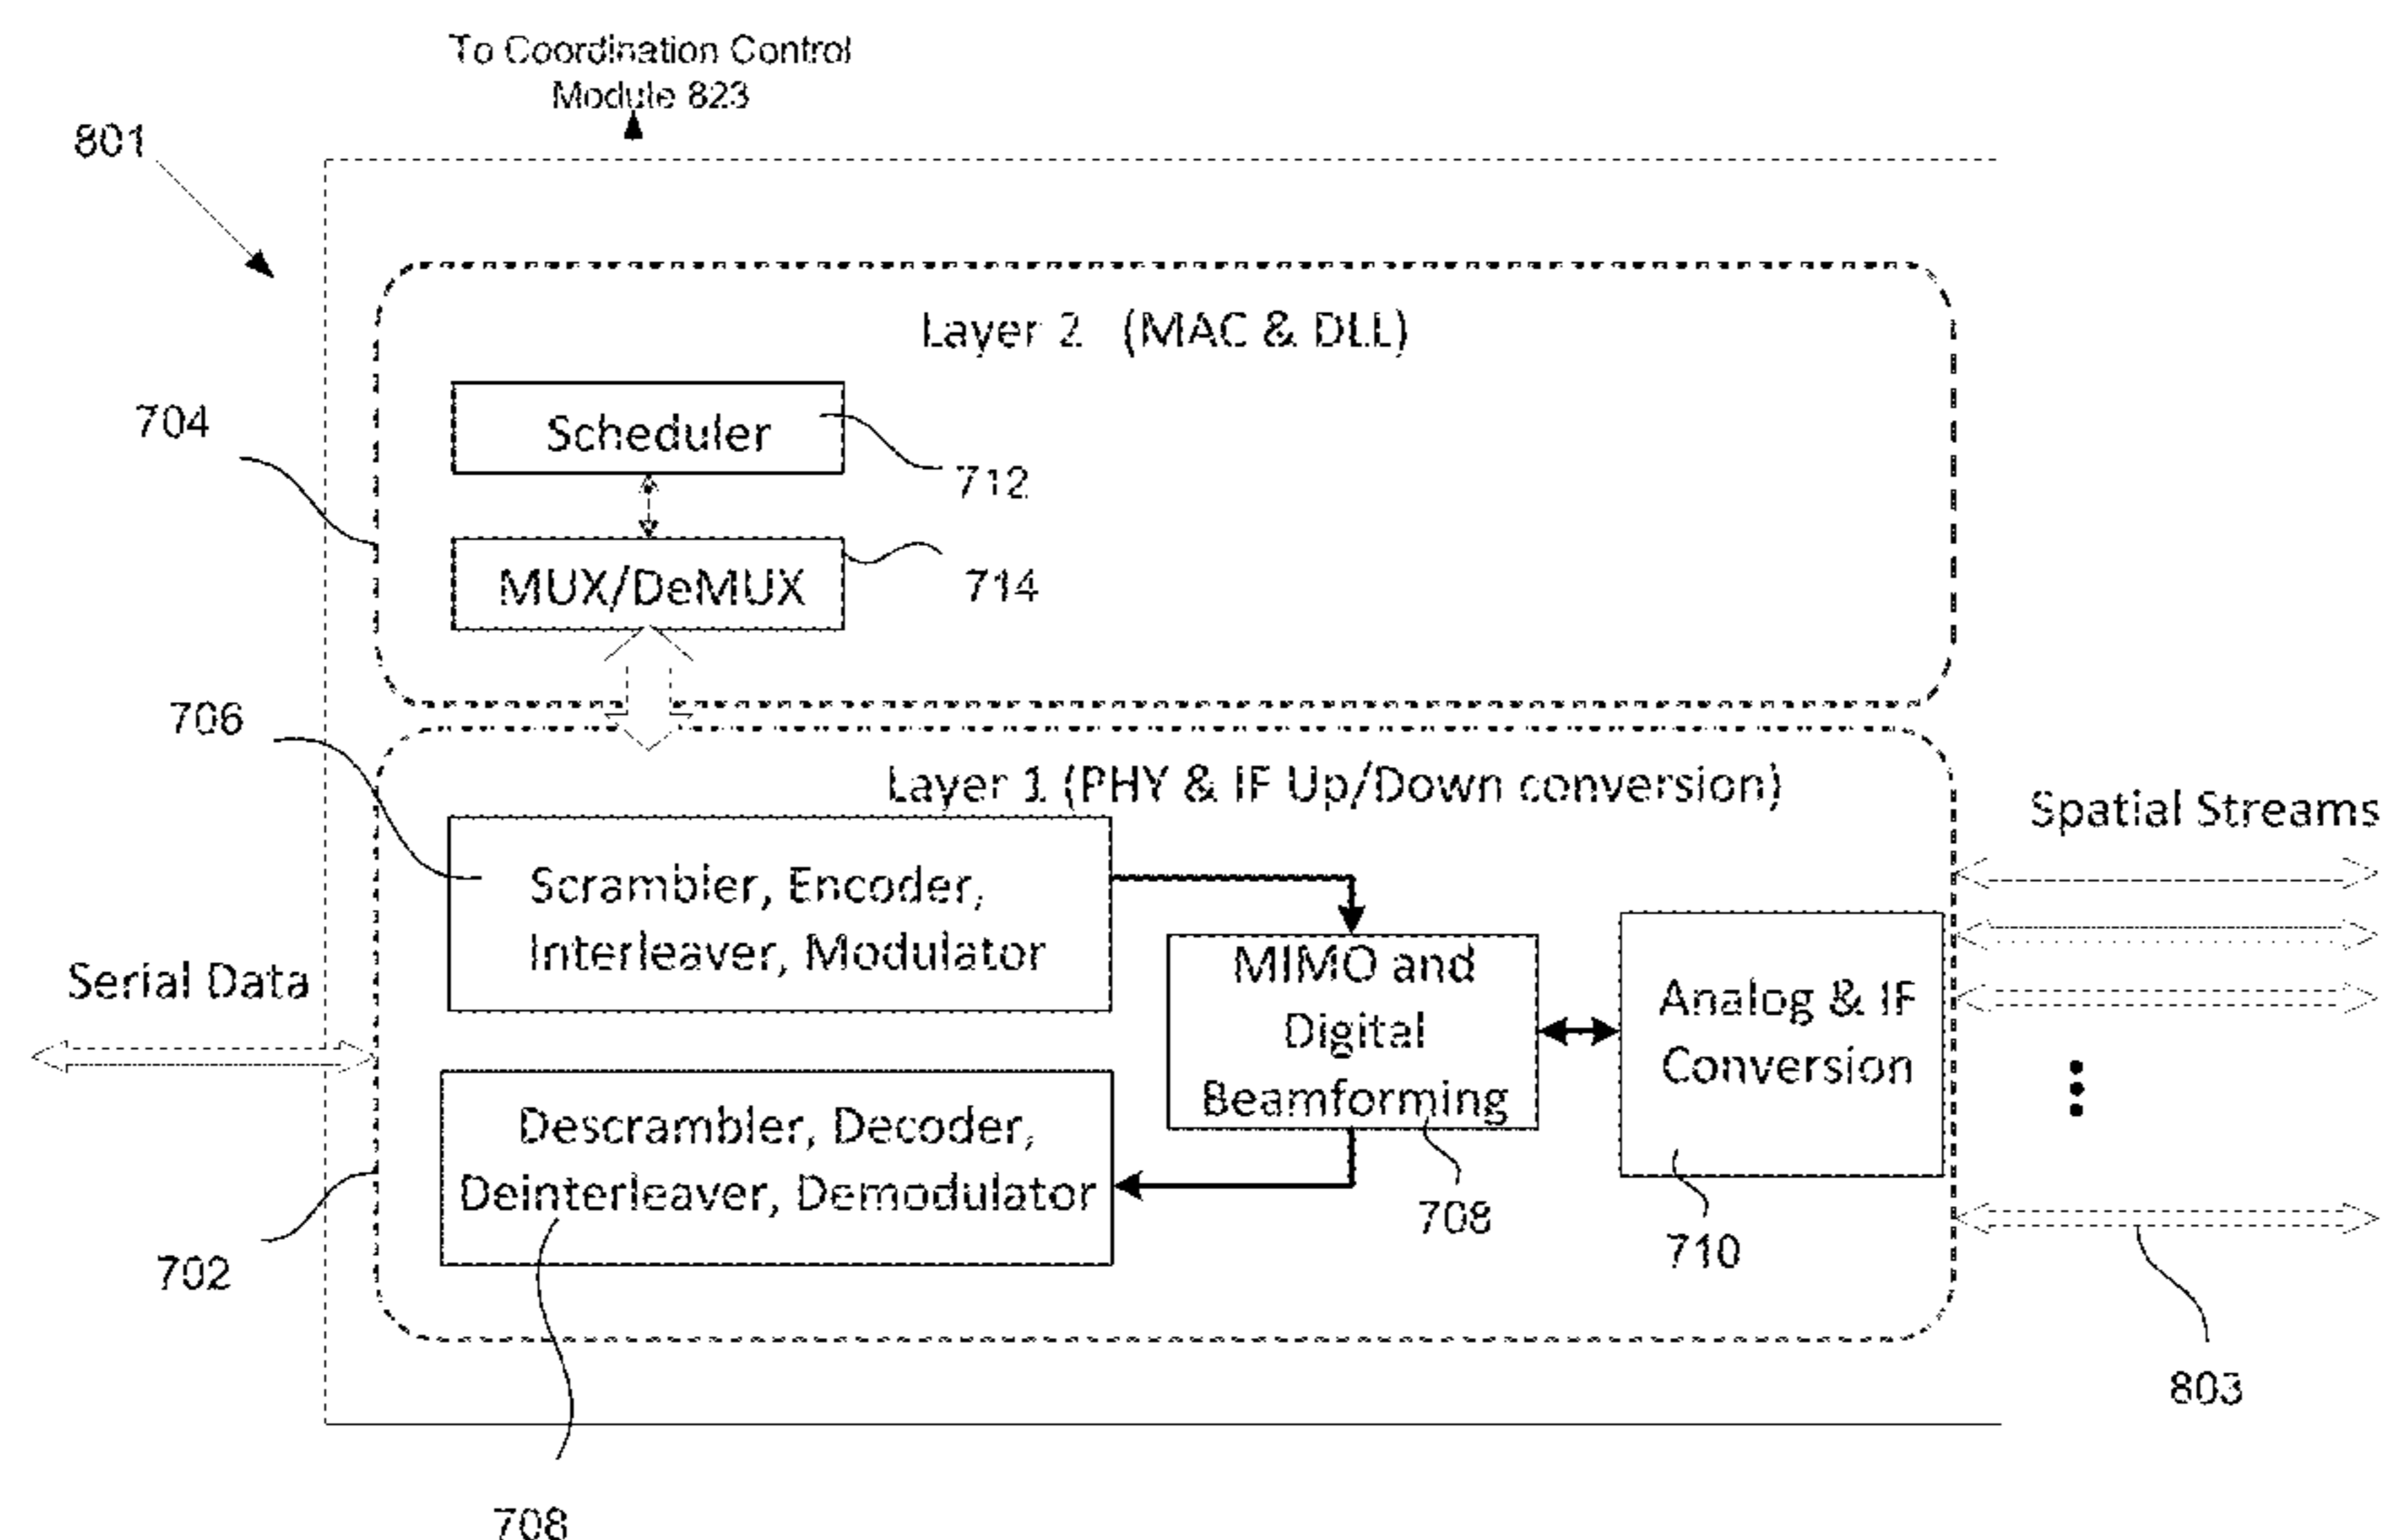 To Coordination Control
Module 823
801
Layer 2 (MAC & DLL)
704
Scheduler
712
MUX/DeMUX
714
706
Layer 1 (PHY & IF Up/Down conversion)
Spatial Streams
Scrambler, Encoder,
Interleaver, Modulator
Serial Data
MIMO and
Digital
Beamforming
Analog & IF
Conversion
Descrambler, Decoder,
Deinterleaver, Demodulator
708
710
702
803
708